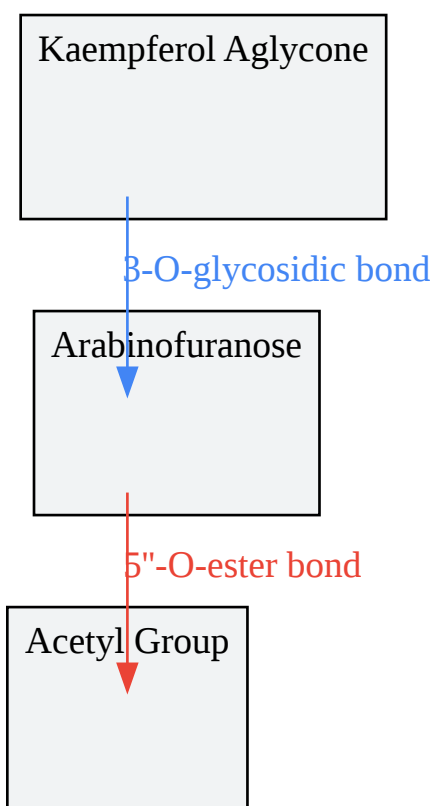 Kaempferol Aglycone
3-O-glycosidic bond
Arabinofuranose
5"-O-ester bond
Acetyl Group